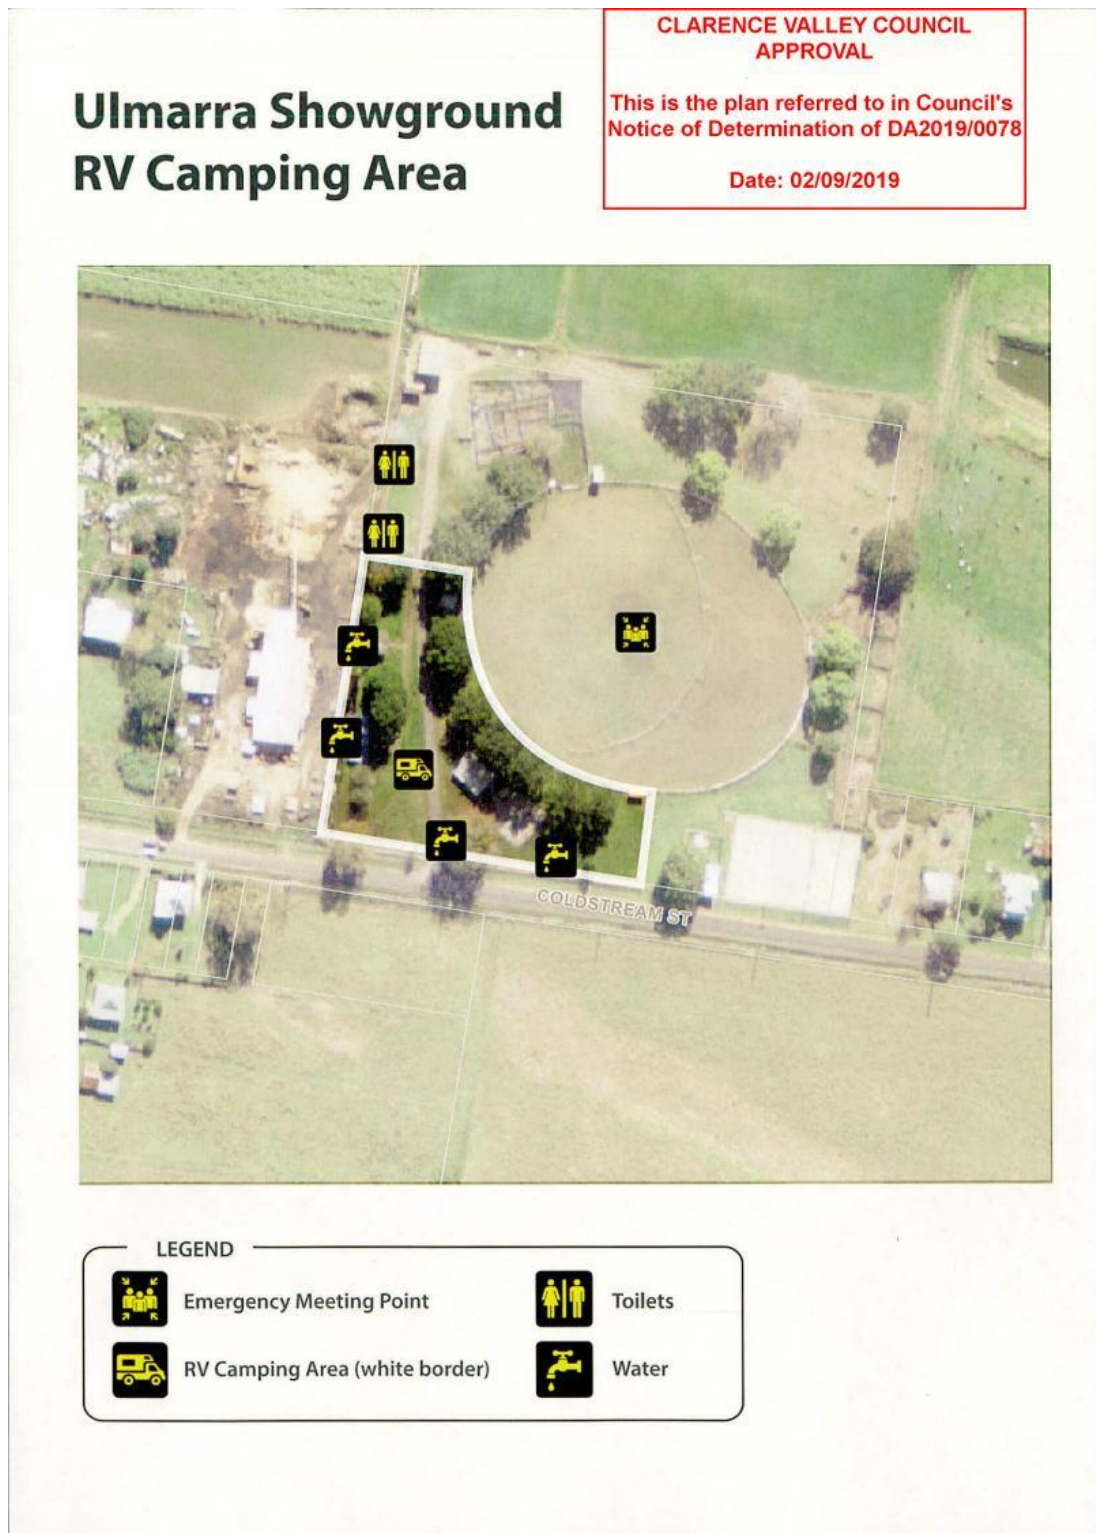 CLARENCE VALLEY COUNCIL
APPROVAL
This is the plan referred to in Council's
Notice of Determination of DA2019/0078
Date: 02/09/2019
Ulmarra Showground
RV Camping Area
COLDSTREAM ST
LEGEND
Emergency Meeting Point
Toilets
RV Camping Area (white border)
Water